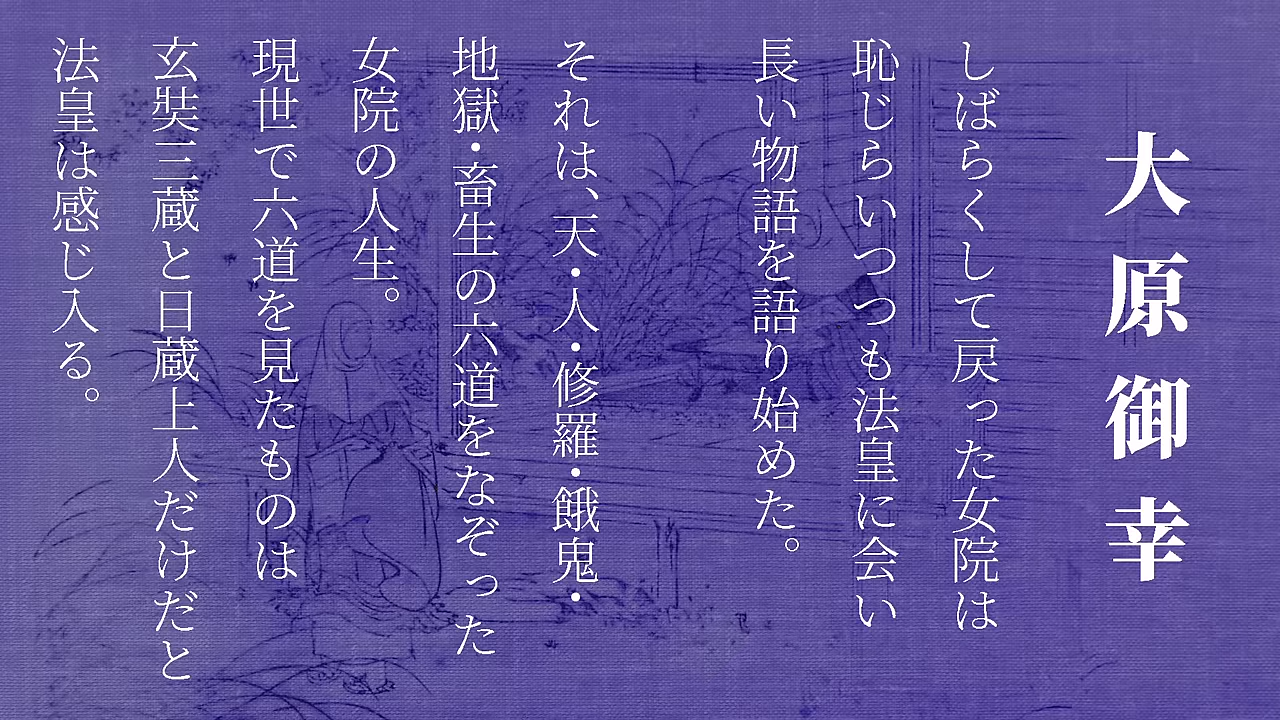 大原御幸
しばらくして戻った女院は
恥じらいつつも法皇に会い
長い物語を語り始めた。
それは、天・人・修羅・餓鬼・
地獄・畜生の六道をなぞった
女院の人生。
現世で六道を見たものは
玄奘三蔵と日蔵上人だけだと
法皇は感じ入る。